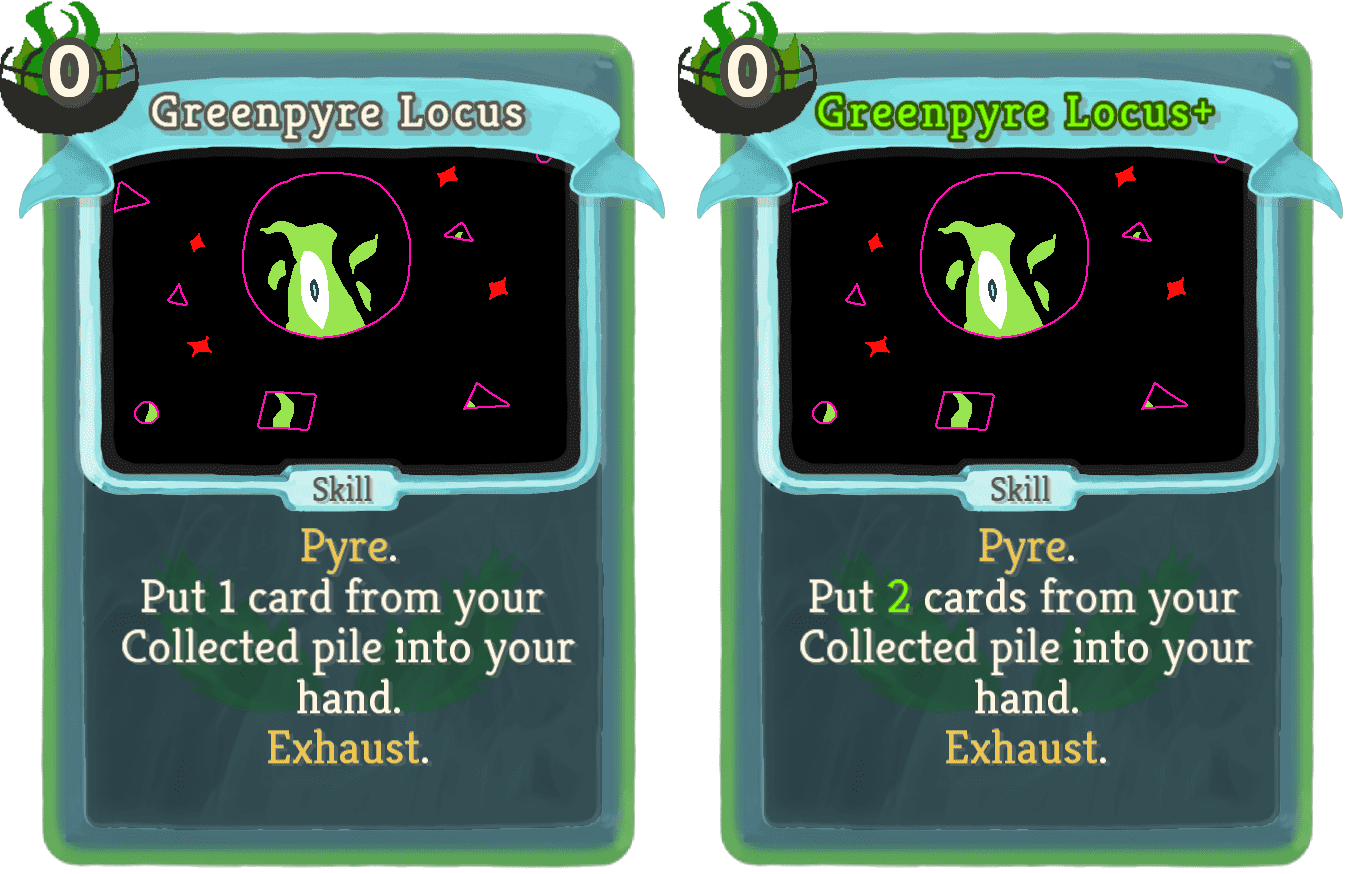 0
Greenpyre Locus
Skill
Pyre.
Put 1 card from your
Collected pile into your
hand.
Exhaust.
0
Greenpyre Locus+
Skill
Pyre.
Put 2 cards from your
Collected pile into your
hand.
Exhaust.